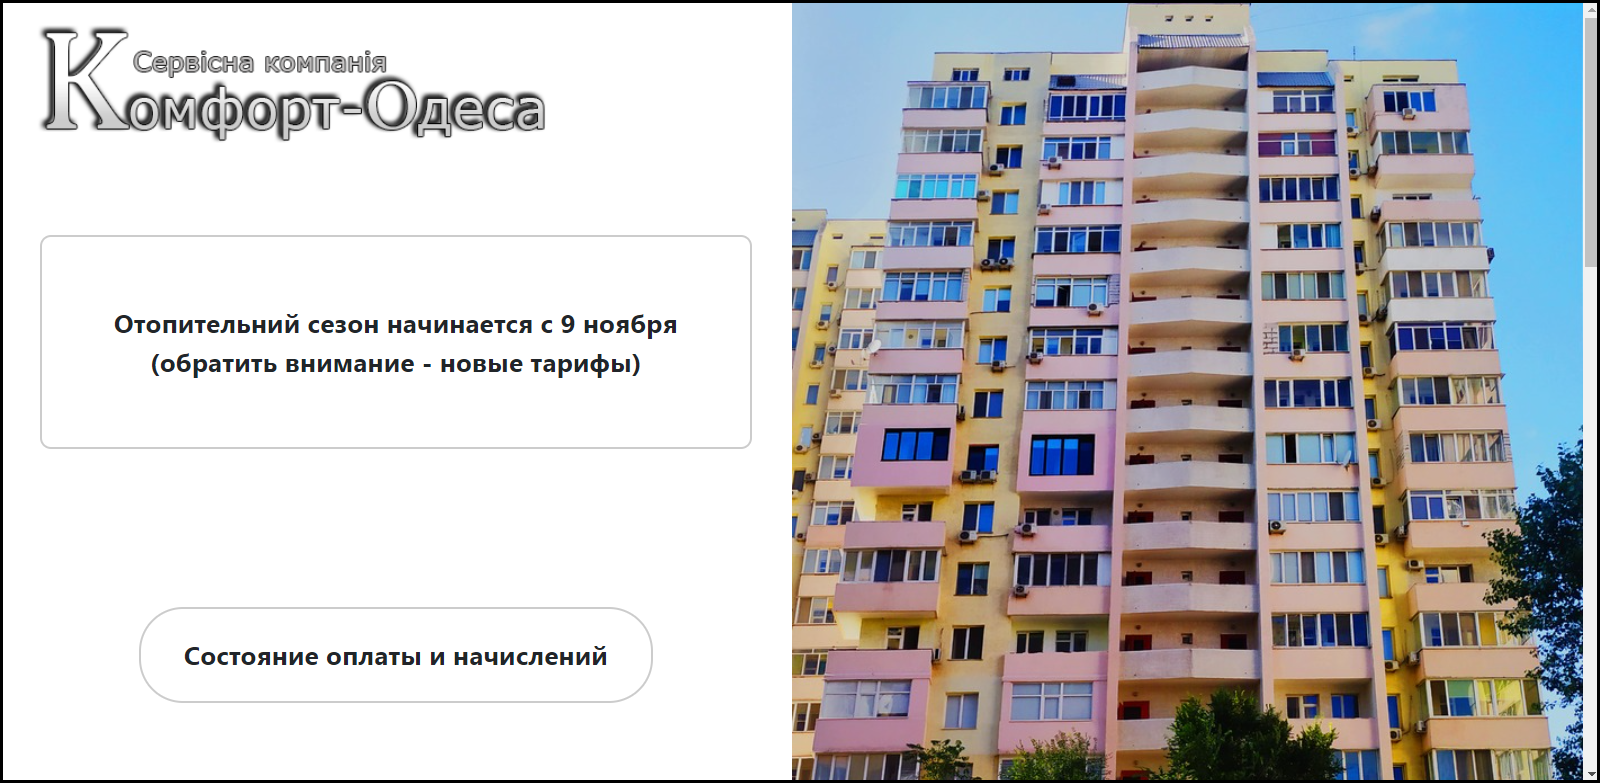 Сервісна компанія
Комфорт-Одеса
Отопительний сезон начинается с 9 ноября
(обратить внимание - новые тарифы)
Состояние оплаты и начислений